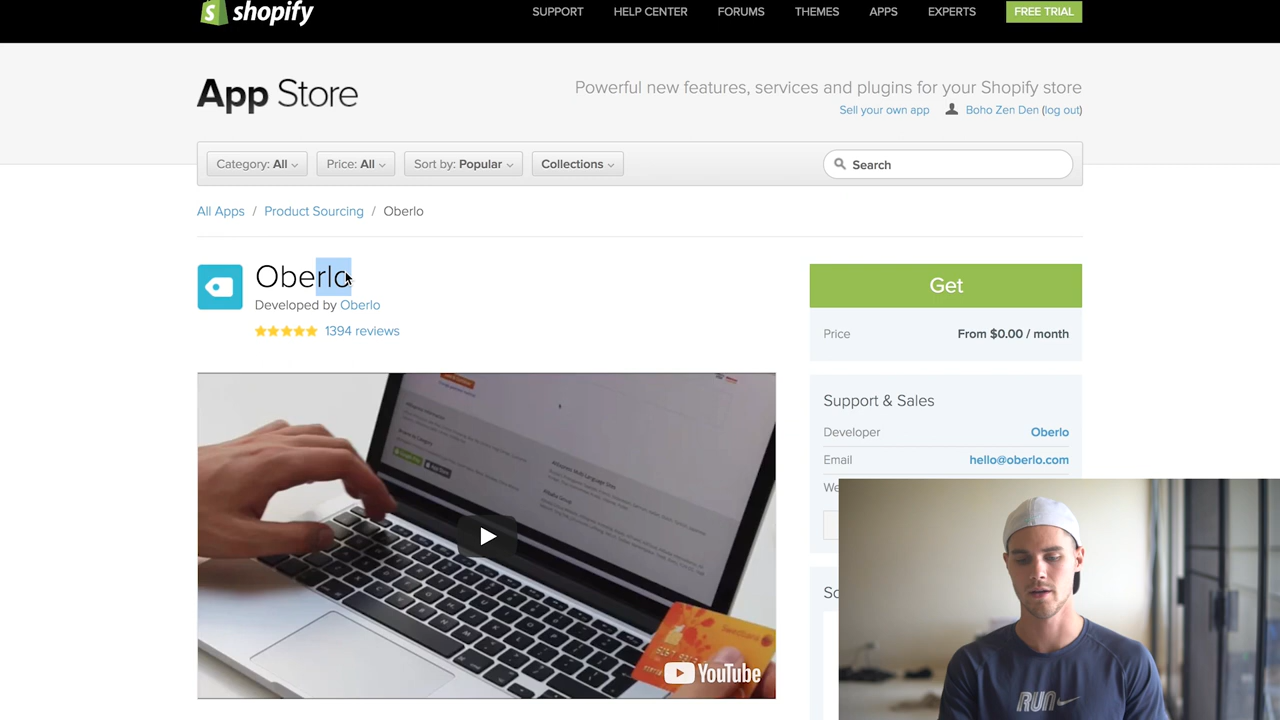 shopify
SUPPORT HELP CENTER FORUMS THEMES APPS EXPERTS FREE TRIAL
App Store
Powerful new features, services and plugins for your Shopify store
Sell your own app Boho Zen Den (log out)
Category: All Price: All Sort by: Popular Collections Search
All Apps / Product Sourcing / Oberlo
Oberlo
Developed by Oberlo
1394 reviews
Get
Price From $0.00 / month
Support & Sales
Developer Oberlo
Email hello@oberlo.com
YouTube
RUN